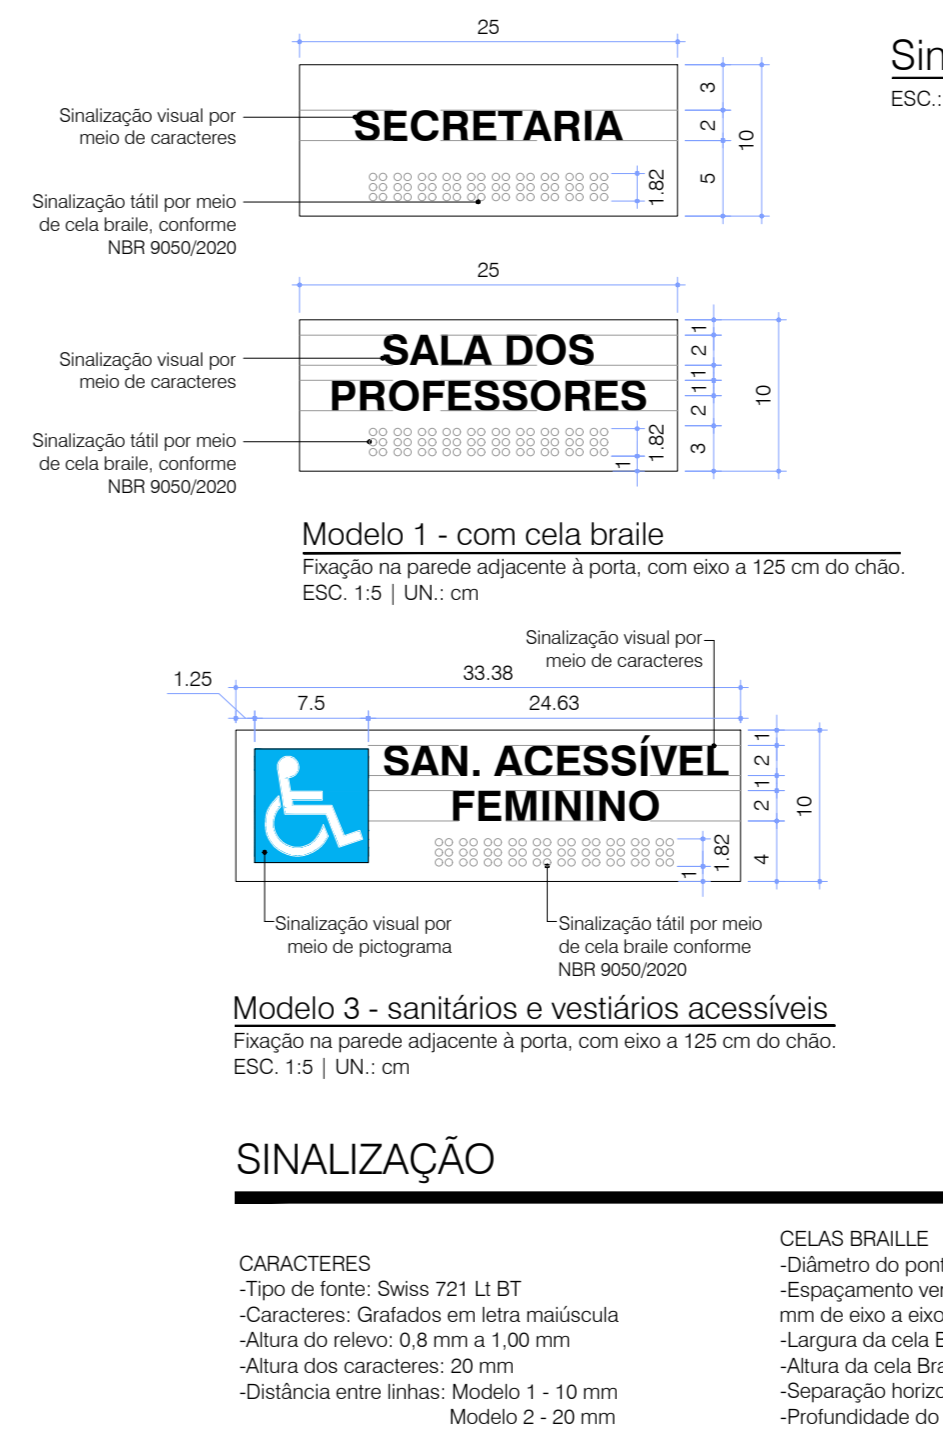 25
Sinalização visual por
meio de caracteres
SECRETARIA
3
2
5
10
1.82
Sinalização tátil por meio
de cela braile, conforme
NBR 9050/2020
ESC.:
25
Sinalização visual por
meio de caracteres
SALA DOS
PROFESSORES
1
2
1
1
2
3
10
1.82
1
Sinalização tátil por meio
de cela braile, conforme
NBR 9050/2020
Modelo 1 - com cela braile
Fixação na parede adjacente à porta, com eixo a 125 cm do chão.
ESC. 1:5 | UN.: cm
Sinalização visual por
meio de caracteres
1.25
33.38
7.5
24.63
SAN. ACESSÍVEL
FEMININO
1
2
1
2
4
10
1.82
1
Sinalização visual por
meio de pictograma
Sinalização tátil por meio
de cela braile conforme
NBR 9050/2020
Modelo 3 - sanitários e vestiários acessíveis
Fixação na parede adjacente à porta, com eixo a 125 cm do chão.
ESC. 1:5 | UN.: cm
SINALIZAÇÃO
CARACTERES
-Tipo de fonte: Swiss 721 Lt BT
-Caracteres: Grafados em letra maiúscula
-Altura do relevo: 0,8 mm a 1,00 mm
-Altura dos caracteres: 20 mm
-Distância entre linhas: Modelo 1 - 10 mm
Modelo 2 - 20 mm
CELAS BRAILLE
-Diâmetro do
-Espaçamento
mm de eixo a eixo
-Largura da cela
-Altura da cela
-Separação
-Profundidade do